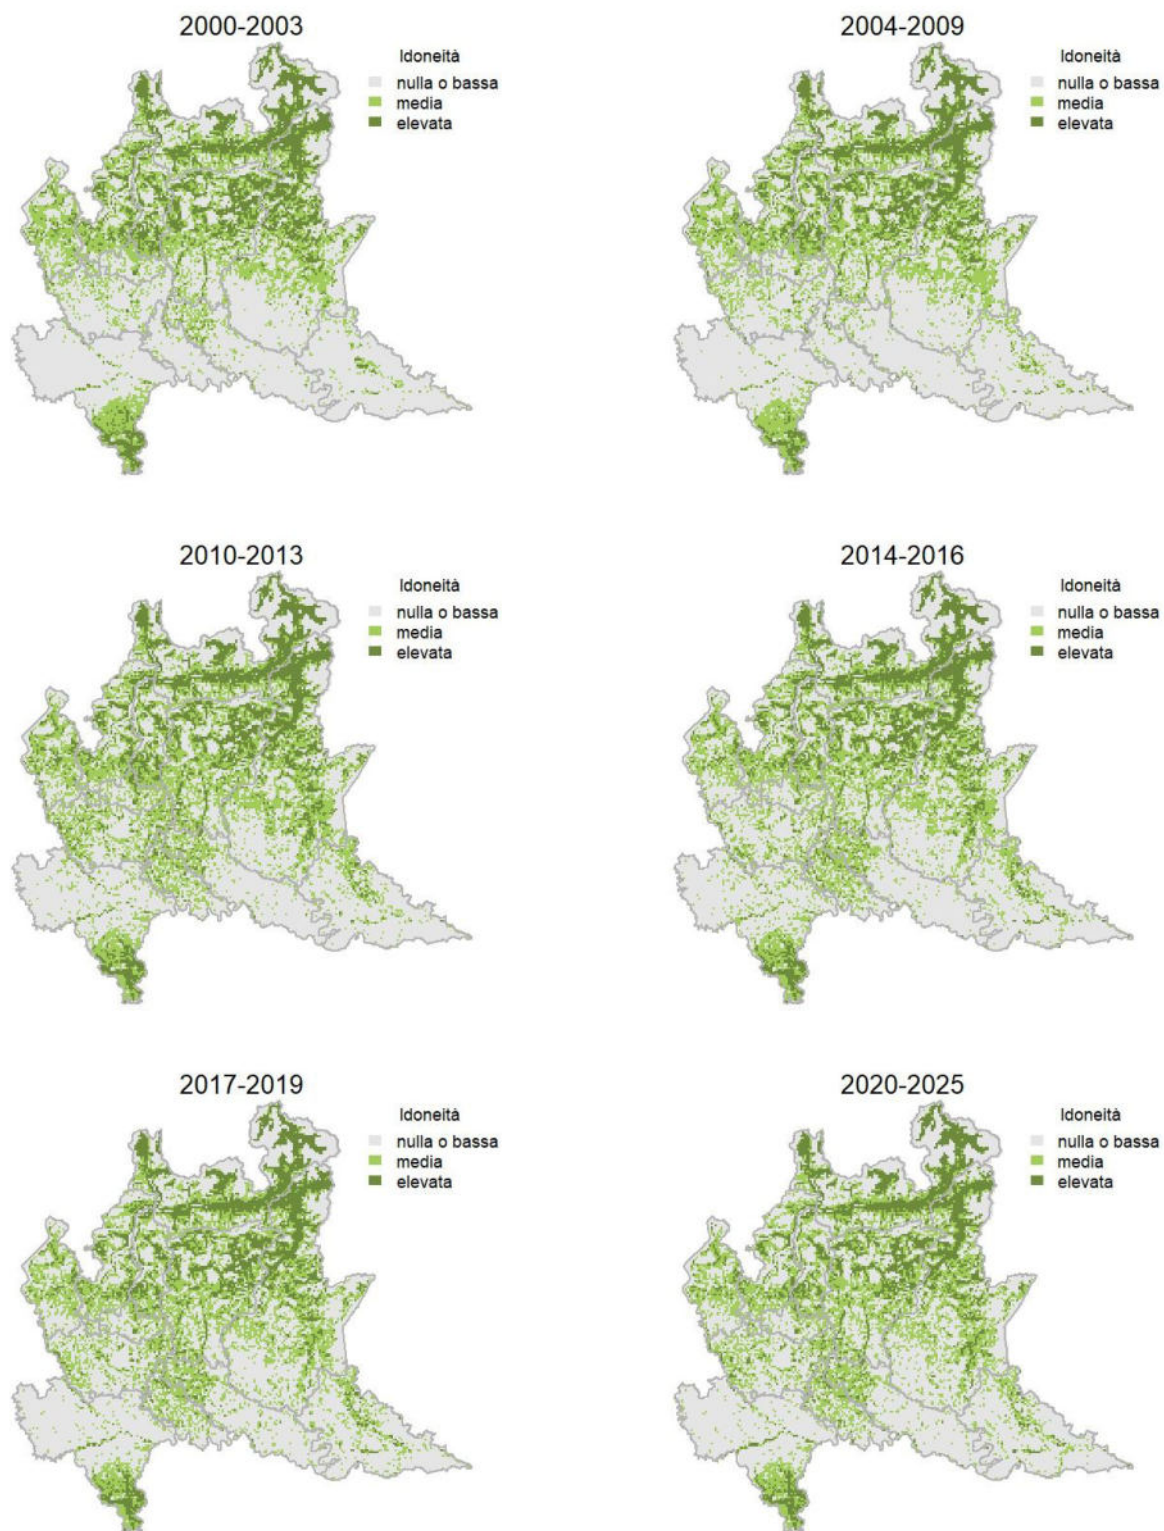 2000-2003
Idoneità
nulla o bassa
media
elevata
2004-2009
Idoneità
nulla o bassa
media
elevata
2010-2013
Idoneità
nulla o bassa
media
elevata
2014-2016
Idoneità
nulla o bassa
media
elevata
2017-2019
Idoneità
nulla o bassa
media
elevata
2020-2025
Idoneità
nulla o bassa
media
elevata